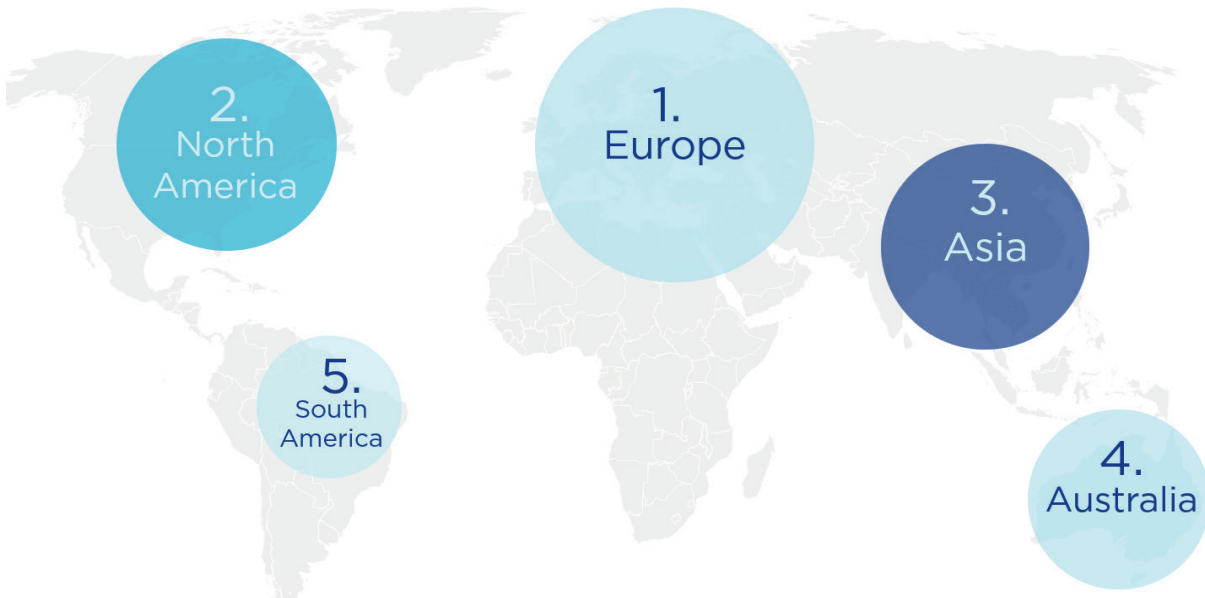 1.
Europe
2.
North
America
3.
Asia
4.
Australia
5.
South
America